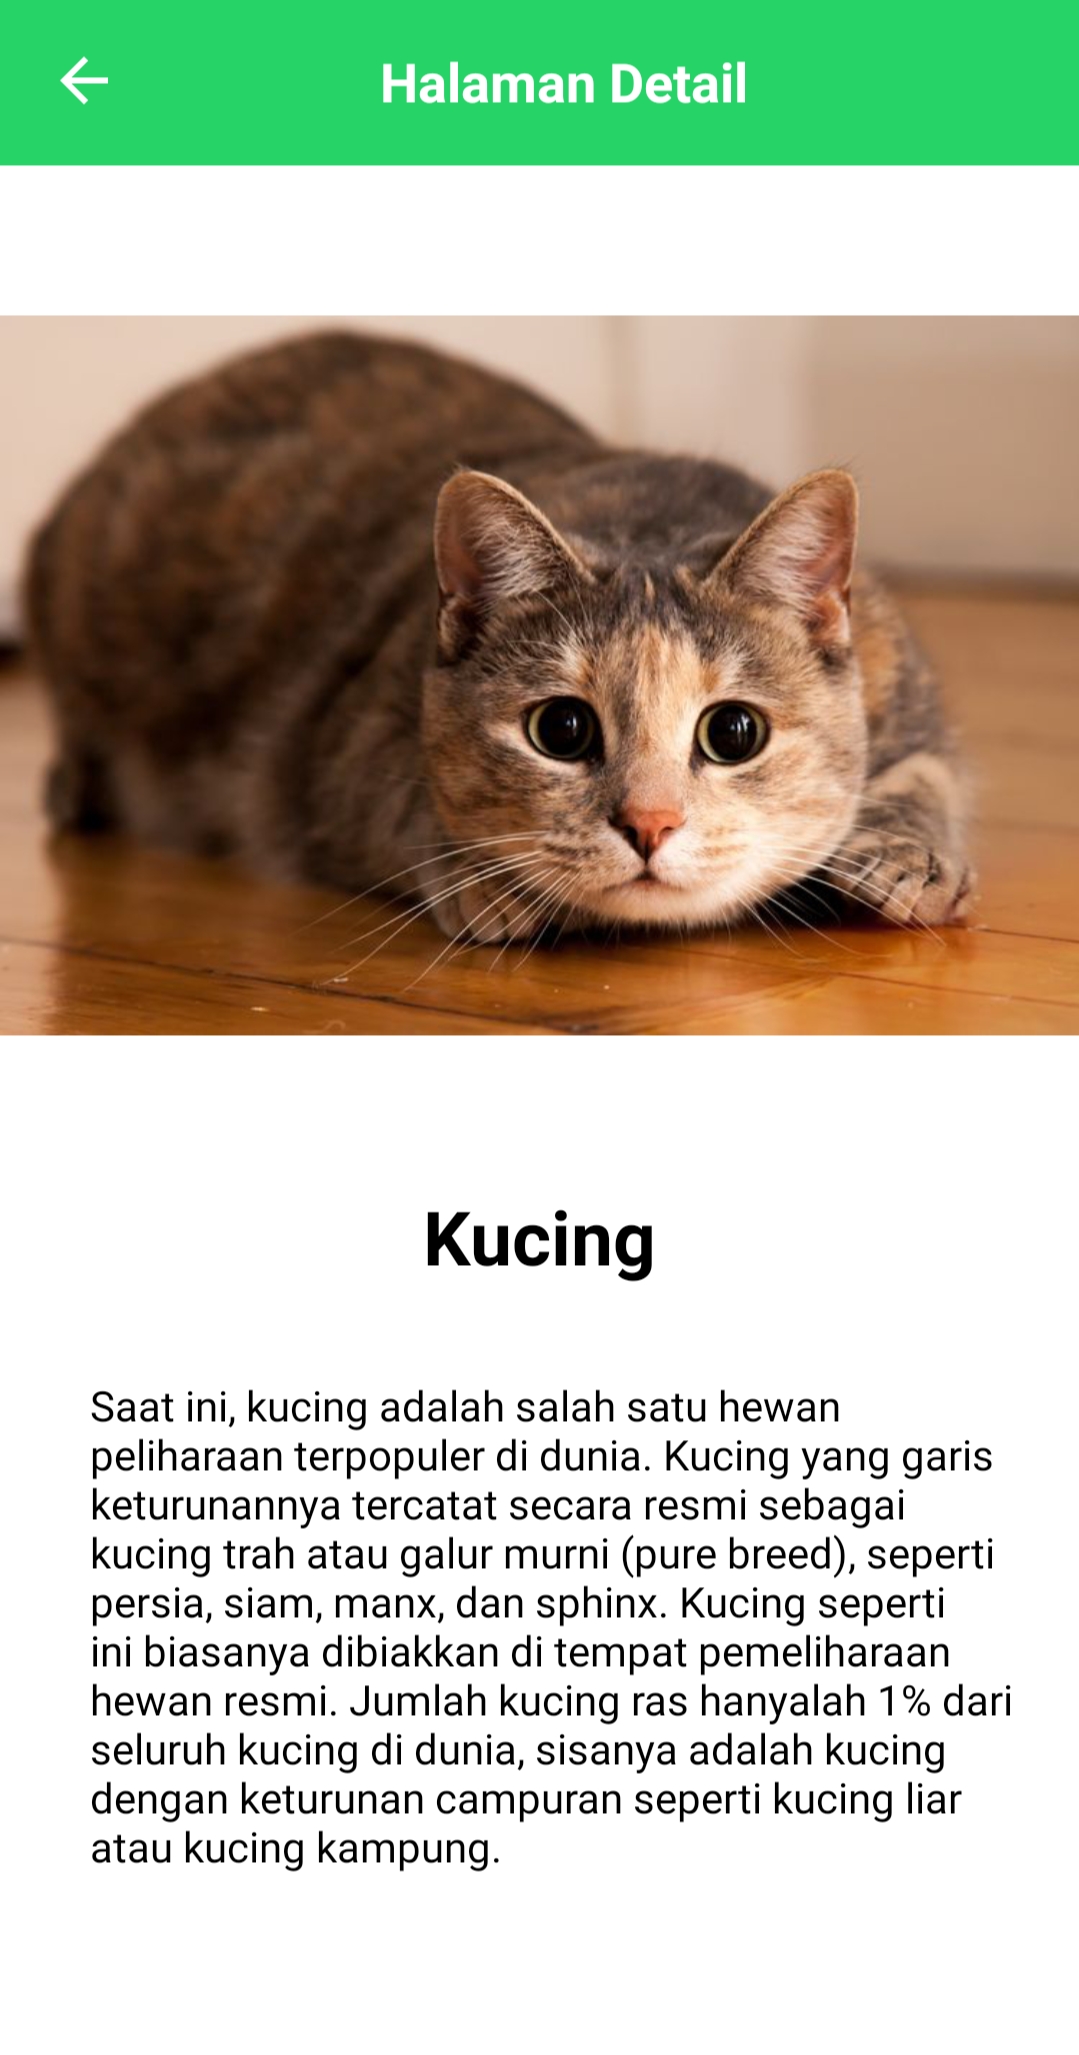 Halaman Detail
Kucing
Saat ini, kucing adalah salah satu hewan
peliharaan terpopuler di dunia. Kucing yang garis
keturunannya tercatat secara resmi sebagai
kucing trah atau galur murni (pure breed), seperti
persia, siam, manx, dan sphinx. Kucing seperti
ini biasanya dibiakkan di tempat pemeliharaan
hewan resmi. Jumlah kucing ras hanyalah 1% dari
seluruh kucing di dunia, sisanya adalah kucing
dengan keturunan campuran seperti kucing liar
atau kucing kampung.